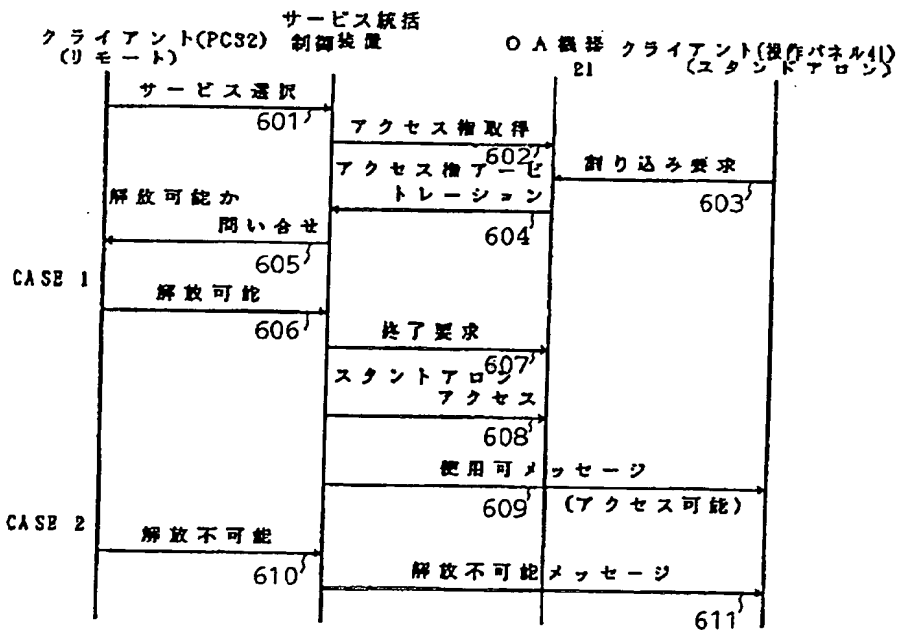 サービス統括
クライアント(PC32) 制御装置
(リモート)
OA機器 クライアント(操作パネル41)
21 (スタンドアロン)
サービス選択
601
アクセス権取得
602
割り込み要求
603
アクセス権アービ
トレーション
604
解放可能か
問い合せ
605
CASE 1
解放可能
606
終了要求
607
スタントアロン
アクセス
608
使用可メッセージ
609
(アクセス可能)
CASE 2
解放不可能
610
解放不可能メッセージ
611